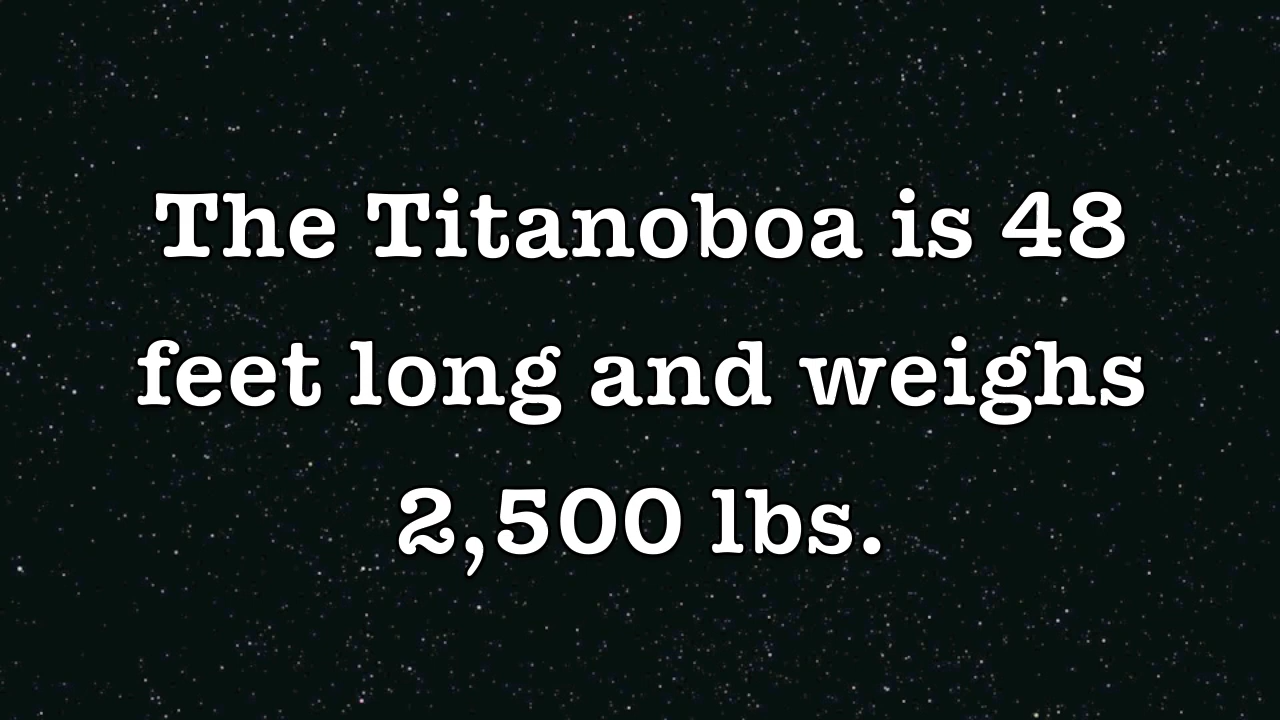 The Titanoboa is 48
feet long and weighs
2,500 lbs.